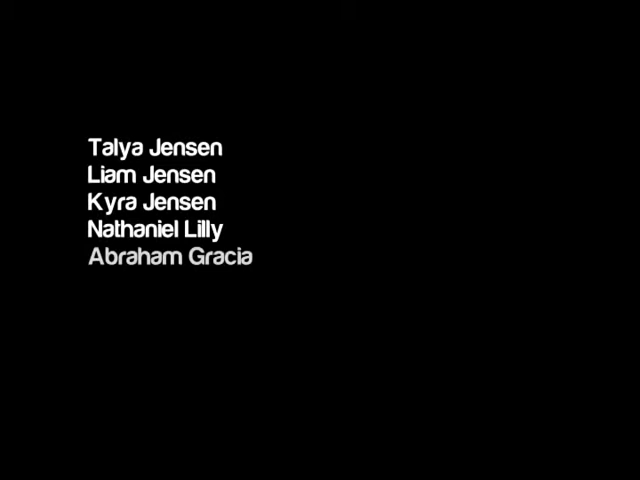 Talya Jensen
Liam Jensen
Kyra Jensen
Nathaniel Lilly
Abraham Gracia